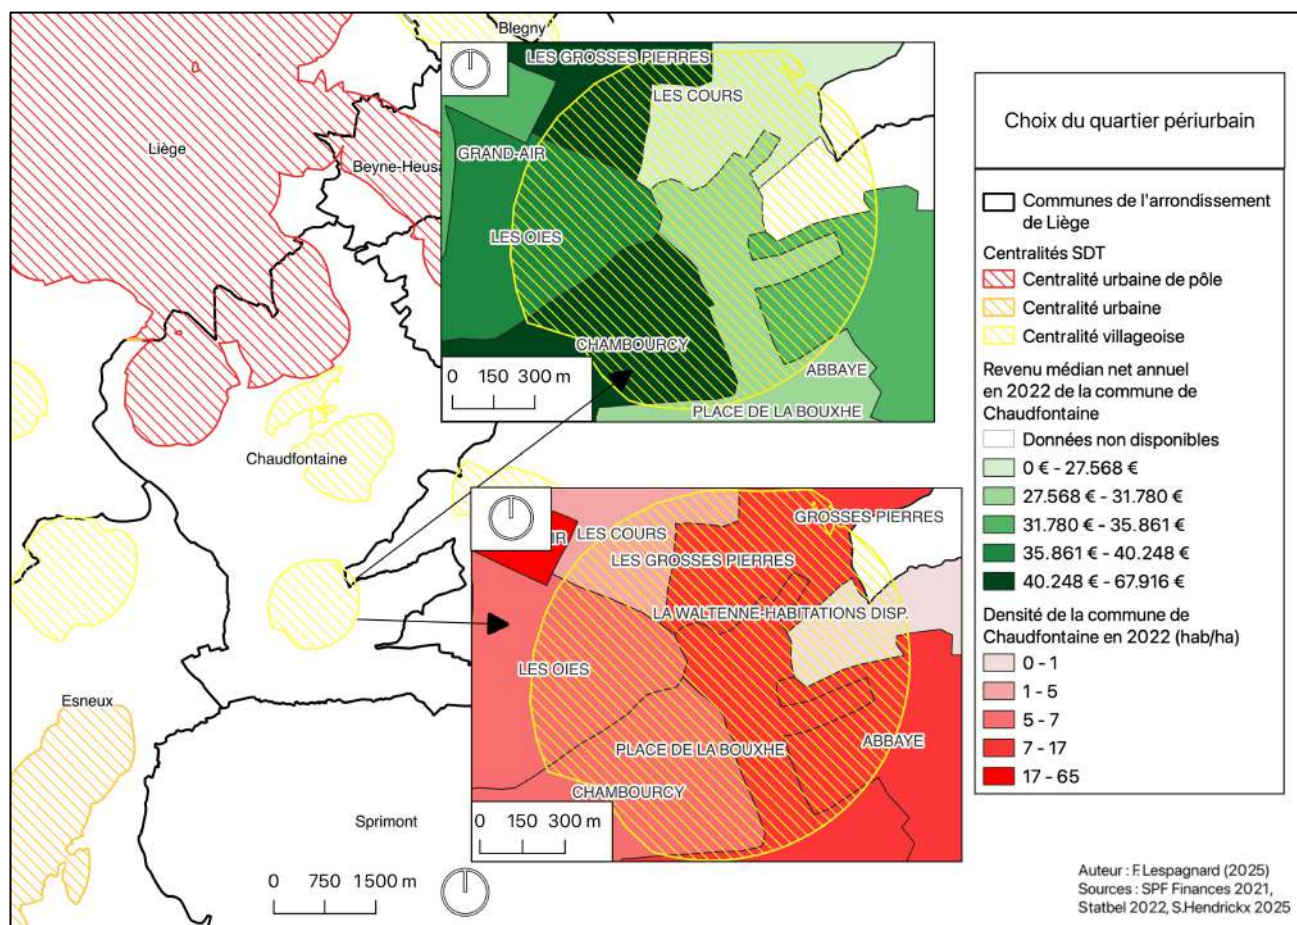 Blegny
Liège
Beyne-Heusa
Chaudfontaine
Esneux
Sprimont
0 750 1 500 m
LES GROSSES PIERRES
LES COURS
GRAND-AIR
LES OIES
CHAMBOURCY
ABBAYE
PLACE DE LA BOUXHE
0 150 300 m
GROSSES PIERRES
IR
LES COURS
LES GROSSES PIERRES
LA WALTENNE-HABITATIONS DISP.
LES OIES
PLACE DE LA BOUXHE
ABBAYE
CHAMBOURCY
0 150 300 m
Choix du quartier périurbain
Communes de l'arrondissement
de Liège
Centralités SDT
Centralité urbaine de pôle
Centralité urbaine
Centralité villageoise
Revenu médian net annuel
en 2022 de la commune de
Chaudfontaine
Données non disponibles
0 € - 27.568 €
27.568 € - 31.780 €
31.780 € - 35.861 €
35.861 € - 40.248 €
40.248 € - 67.916 €
Densité de la commune de
Chaudfontaine en 2022 (hab/ha)
0 - 1
1 - 5
5 - 7
7 - 17
17 - 65
Auteur : F. Lespagnard (2025)
Sources : SPF Finances 2021,
Statbel 2022, S.Hendrickx 2025